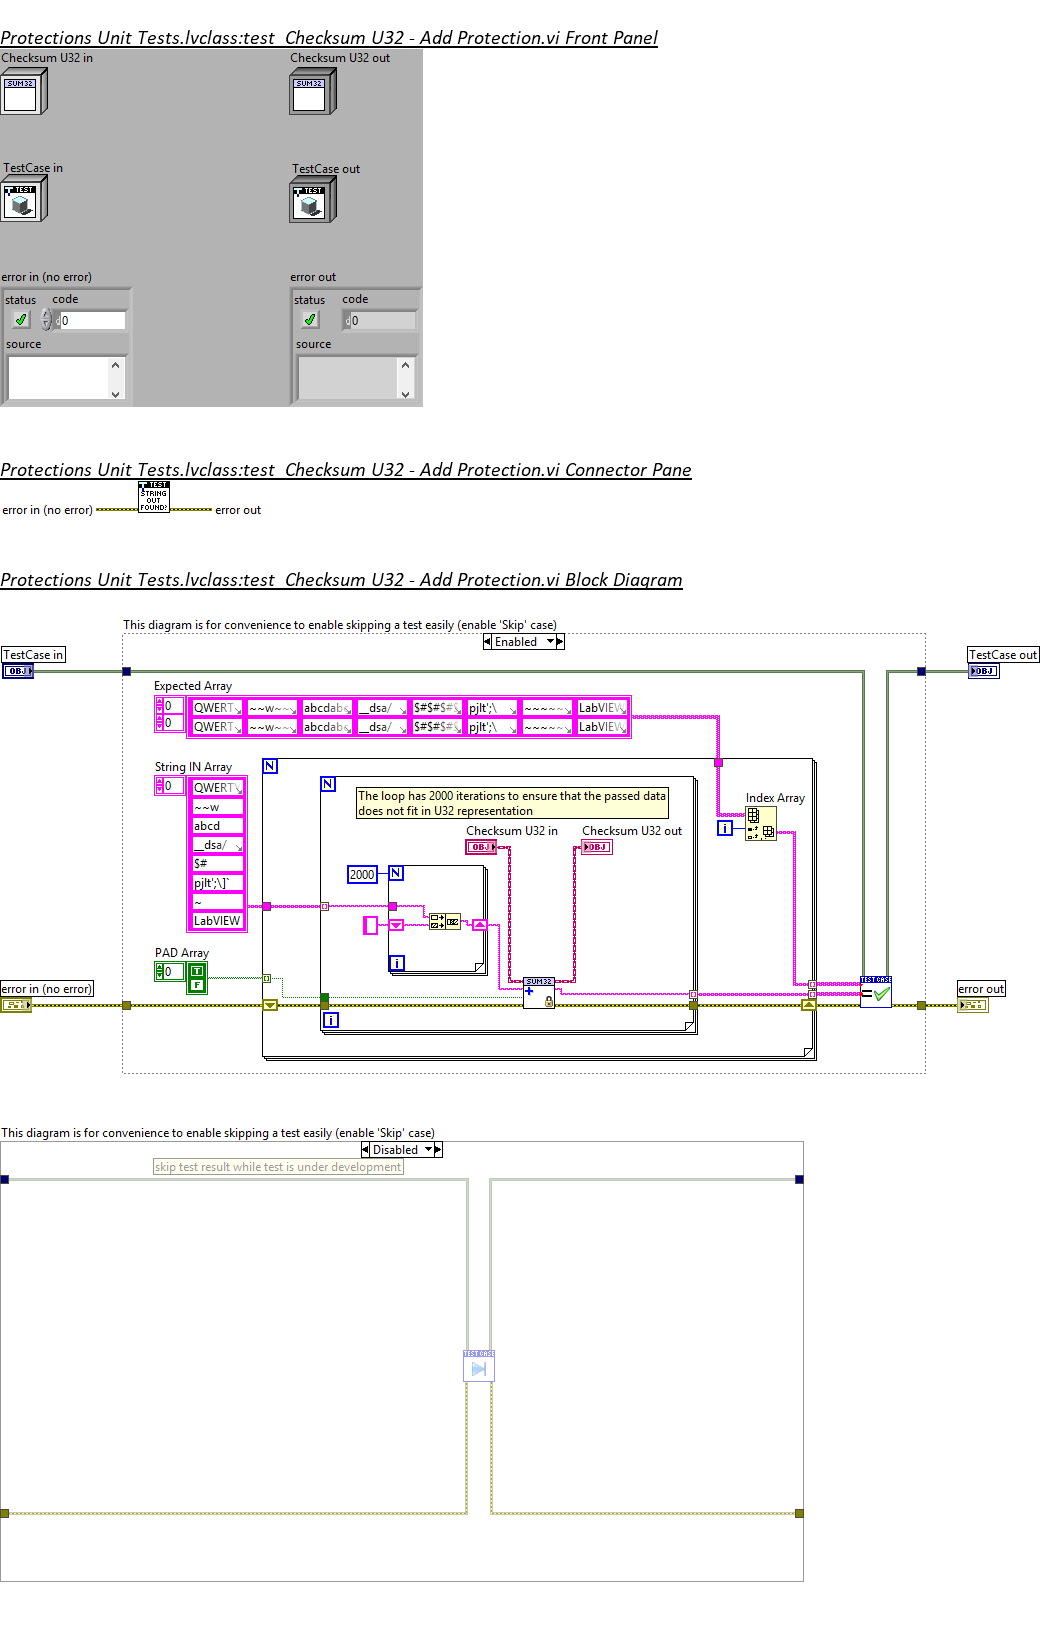 Protections Unit Tests.lvclass:test  Checksum U32 - Add Protection.vi Front Panel
Checksum U32 in
Checksum U32 out
SUM32
SUM32
TestCase in
TestCase out
TEST
TEST
error in (no error)
error out
status
code
status
code
0
0
source
source
Protections Unit Tests.lvclass:test  Checksum U32 - Add Protection.vi Connector Pane
TEST
STRING
OUT
FOUND?
error in (no error)
error out
Protections Unit Tests.lvclass:test  Checksum U32 - Add Protection.vi Block Diagram
This diagram is for convenience to enable skipping a test easily (enable 'Skip' case)
Enabled
TestCase in
TestCase out
OBJ
OBJ
Expected Array
0 QWERT ~~w~~ abcdabc __dsa/ $#$#$#$ pjlt';\ ~~~~~ LabVIEW
0 QWERT ~~w~~ abcdabc __dsa/ $#$#$#$ pjlt';\ ~~~~~ LabVIEW
String IN Array
0
QWERT
~~w
abcd
__dsa/
$#
pjlt';\]`
~
LabVIEW
N
N
The loop has 2000 iterations to ensure that the passed data
does not fit in U32 representation
Index Array
i
Checksum U32 in
Checksum U32 out
OBJ
OBJ
2000
N
i
PAD Array
0
T
F
SUM32
TEST CASE
error in (no error)
error out
i
This diagram is for convenience to enable skipping a test easily (enable 'Skip' case)
Disabled
skip test result while test is under development
TEST CASE